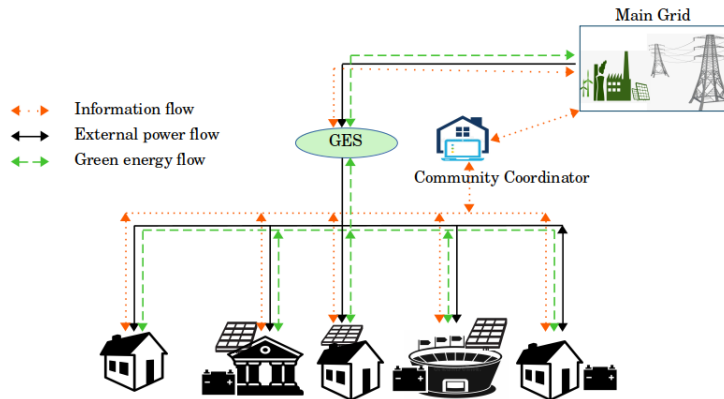 Main Grid
Information flow
External power flow
Green energy flow
GES
Community Coordinator